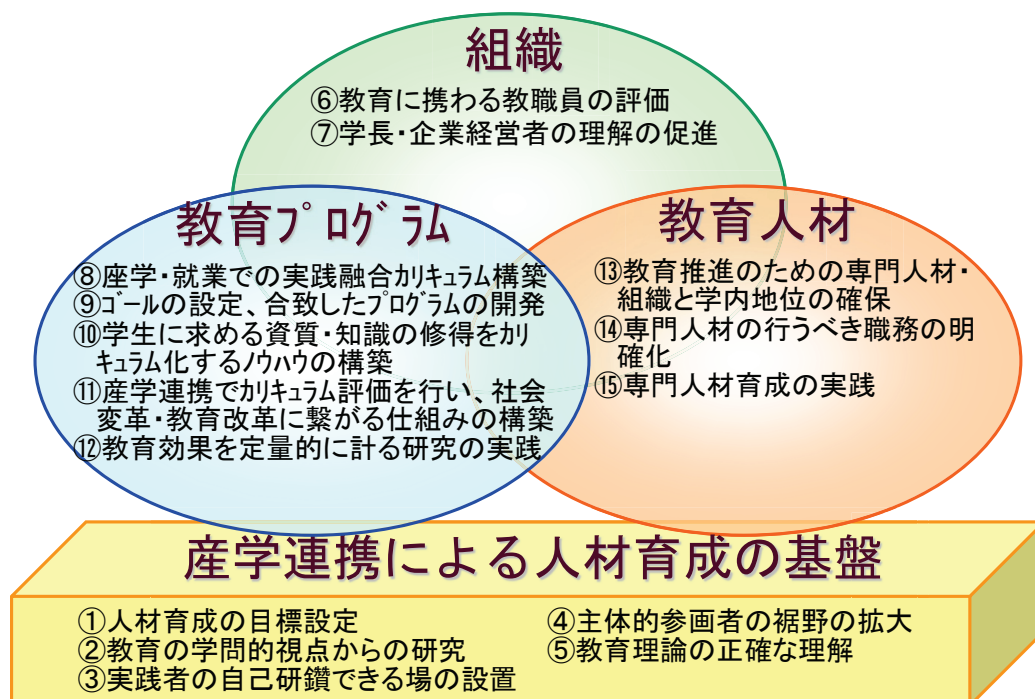 組織
⑥教育に携わる教職員の評価
⑦学長・企業経営者の理解の促進
教育プログラム
⑧座学・就業での実践融合カリキュラム構築
⑨ゴールの設定、合致したプログラムの開発
⑩学生に求める資質・知識の修得をカリ
キュラム化するノウハウの構築
⑪産学連携でカリキュラム評価を行い、社会
変革・教育改革に繋がる仕組みの構築
⑫教育効果を定量的に計る研究の実践
教育人材
⑬教育推進のための専門人材・
組織と学内地位の確保
⑭専門人材の行うべき職務の明
確化
⑮専門人材育成の実践
産学連携による人材育成の基盤
①人材育成の目標設定
②教育の学問的視点からの研究
③実践者の自己研鑽できる場の設置
④主体的参画者の裾野の拡大
⑤教育理論の正確な理解